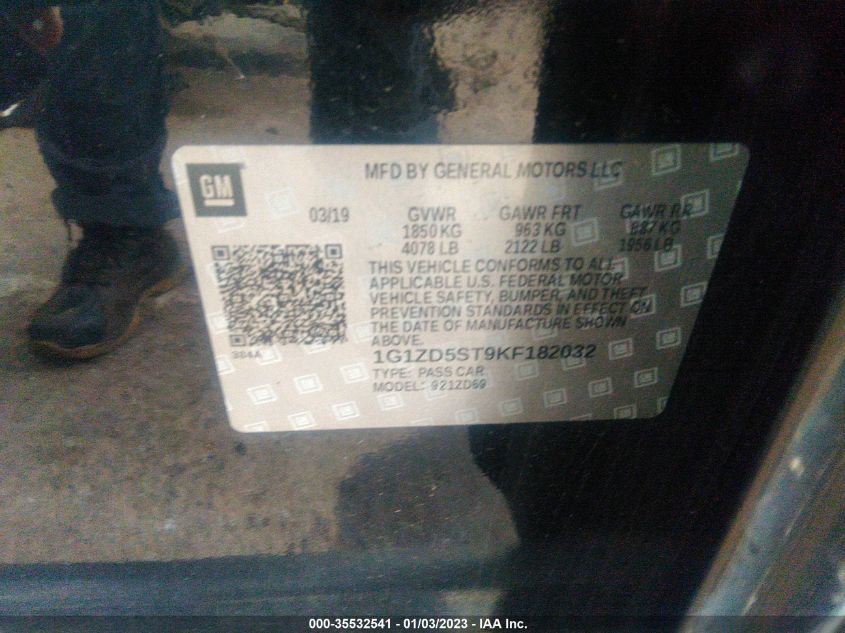 GM
MFD BY GENERAL MOTORS LLC
03/19 GVWR GAWR FRT GAWR RR
1850 KG 963 KG 887 KG
4078 LB 2122 LB 1956 LB
THIS VEHICLE CONFORMS TO ALL
APPLICABLE U.S. FEDERAL MOTOR
VEHICLE SAFETY, BUMPER, AND THEFT
PREVENTION STANDARDS IN EFFECT ON
THE DATE OF MANUFACTURE SHOWN
ABOVE.
384A
1G1ZD5ST9KF182032
TYPE: PASS CAR
MODEL: 921ZD69
000-35532541 - 01/03/2023 - IAA Inc.